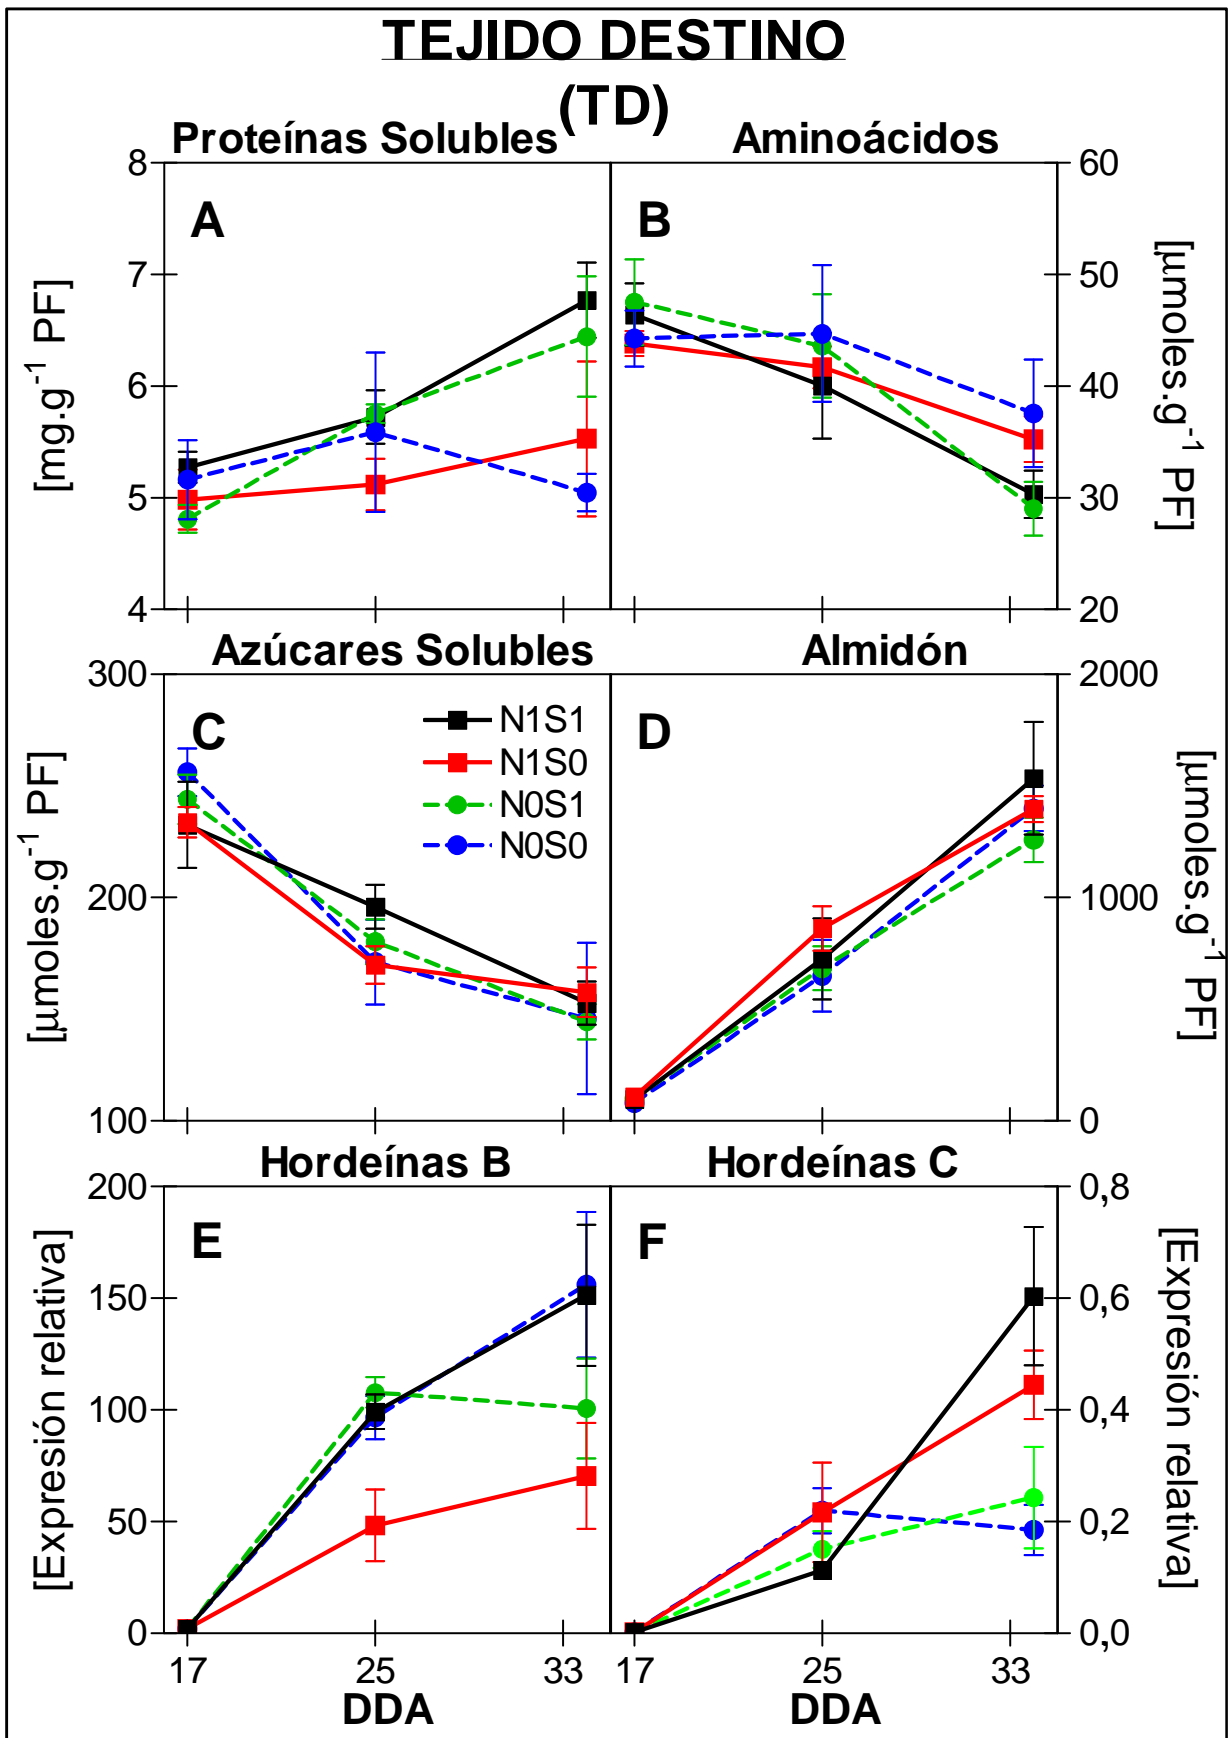 TEJIDO DESTINO
(TD)
Proteínas Solubles
Aminoácidos
8
7
6
5
4
[mg.g-1 PF]
A
B
60
50
40
30
20
[µmoles.g-1 PF]
Azúcares Solubles
Almidón
300
200
100
[µmoles.g-1 PF]
C
N1S1
N1S0
N0S1
N0S0
D
2000
1000
0
[µmoles.g-1 PF]
Hordeínas B
Hordeínas C
200
150
100
50
0
[Expresión relativa]
E
F
0,8
0,6
0,4
0,2
0,0
[Expresión relativa]
17 25 33
17 25 33
DDA
DDA